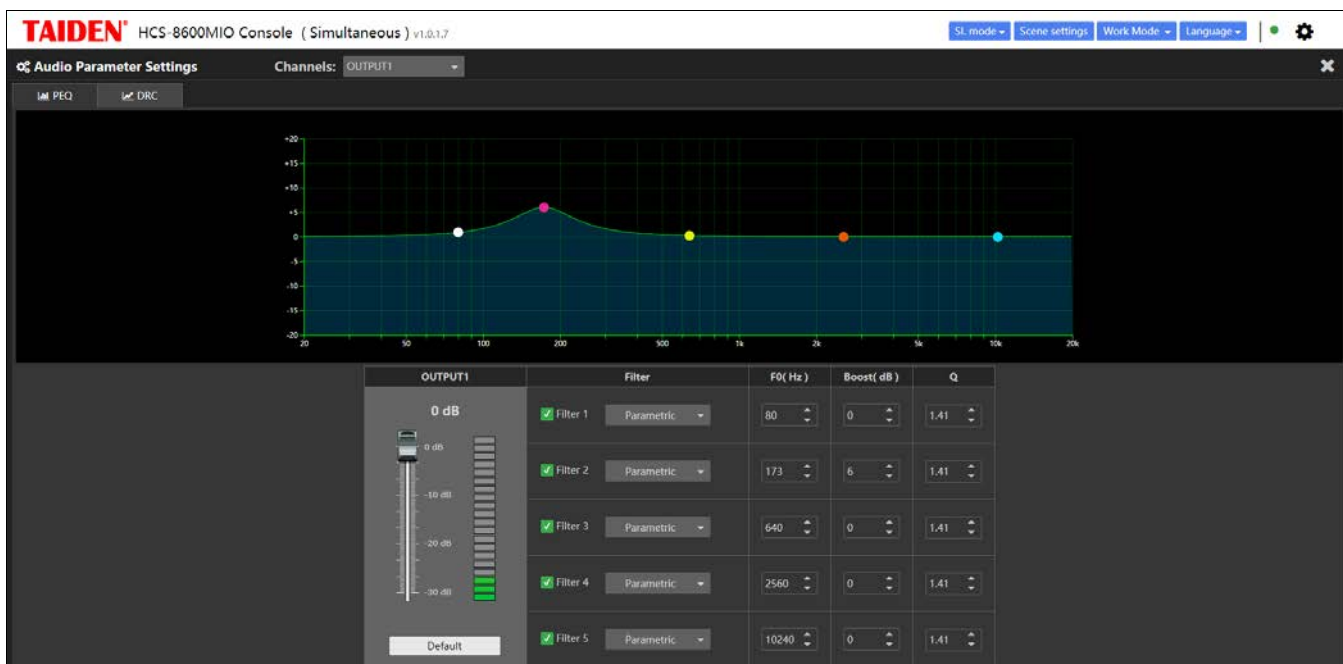 TAIDEN® HCS-8600MIO Console ( Simultaneous ) v1.0.1.7 SI. mode Scene settings Work Mode Language
Audio Parameter Settings Channels: OUTPUT1
PEQ DRC
+20
+15
+10
+5
0
-5
-10
-15
-20
20 50 100 200 500 1k 2k 5k 10k 20k
OUTPUT1 Filter F0( Hz ) Boost( dB ) Q
0 dB
Filter 1 Parametric 80 0 1.41
0 dB
Filter 2 Parametric 173 6 1.41
-10 dB
Filter 3 Parametric 640 0 1.41
-20 dB
Filter 4 Parametric 2560 0 1.41
-30 dB
Filter 5 Parametric 10240 0 1.41
Default